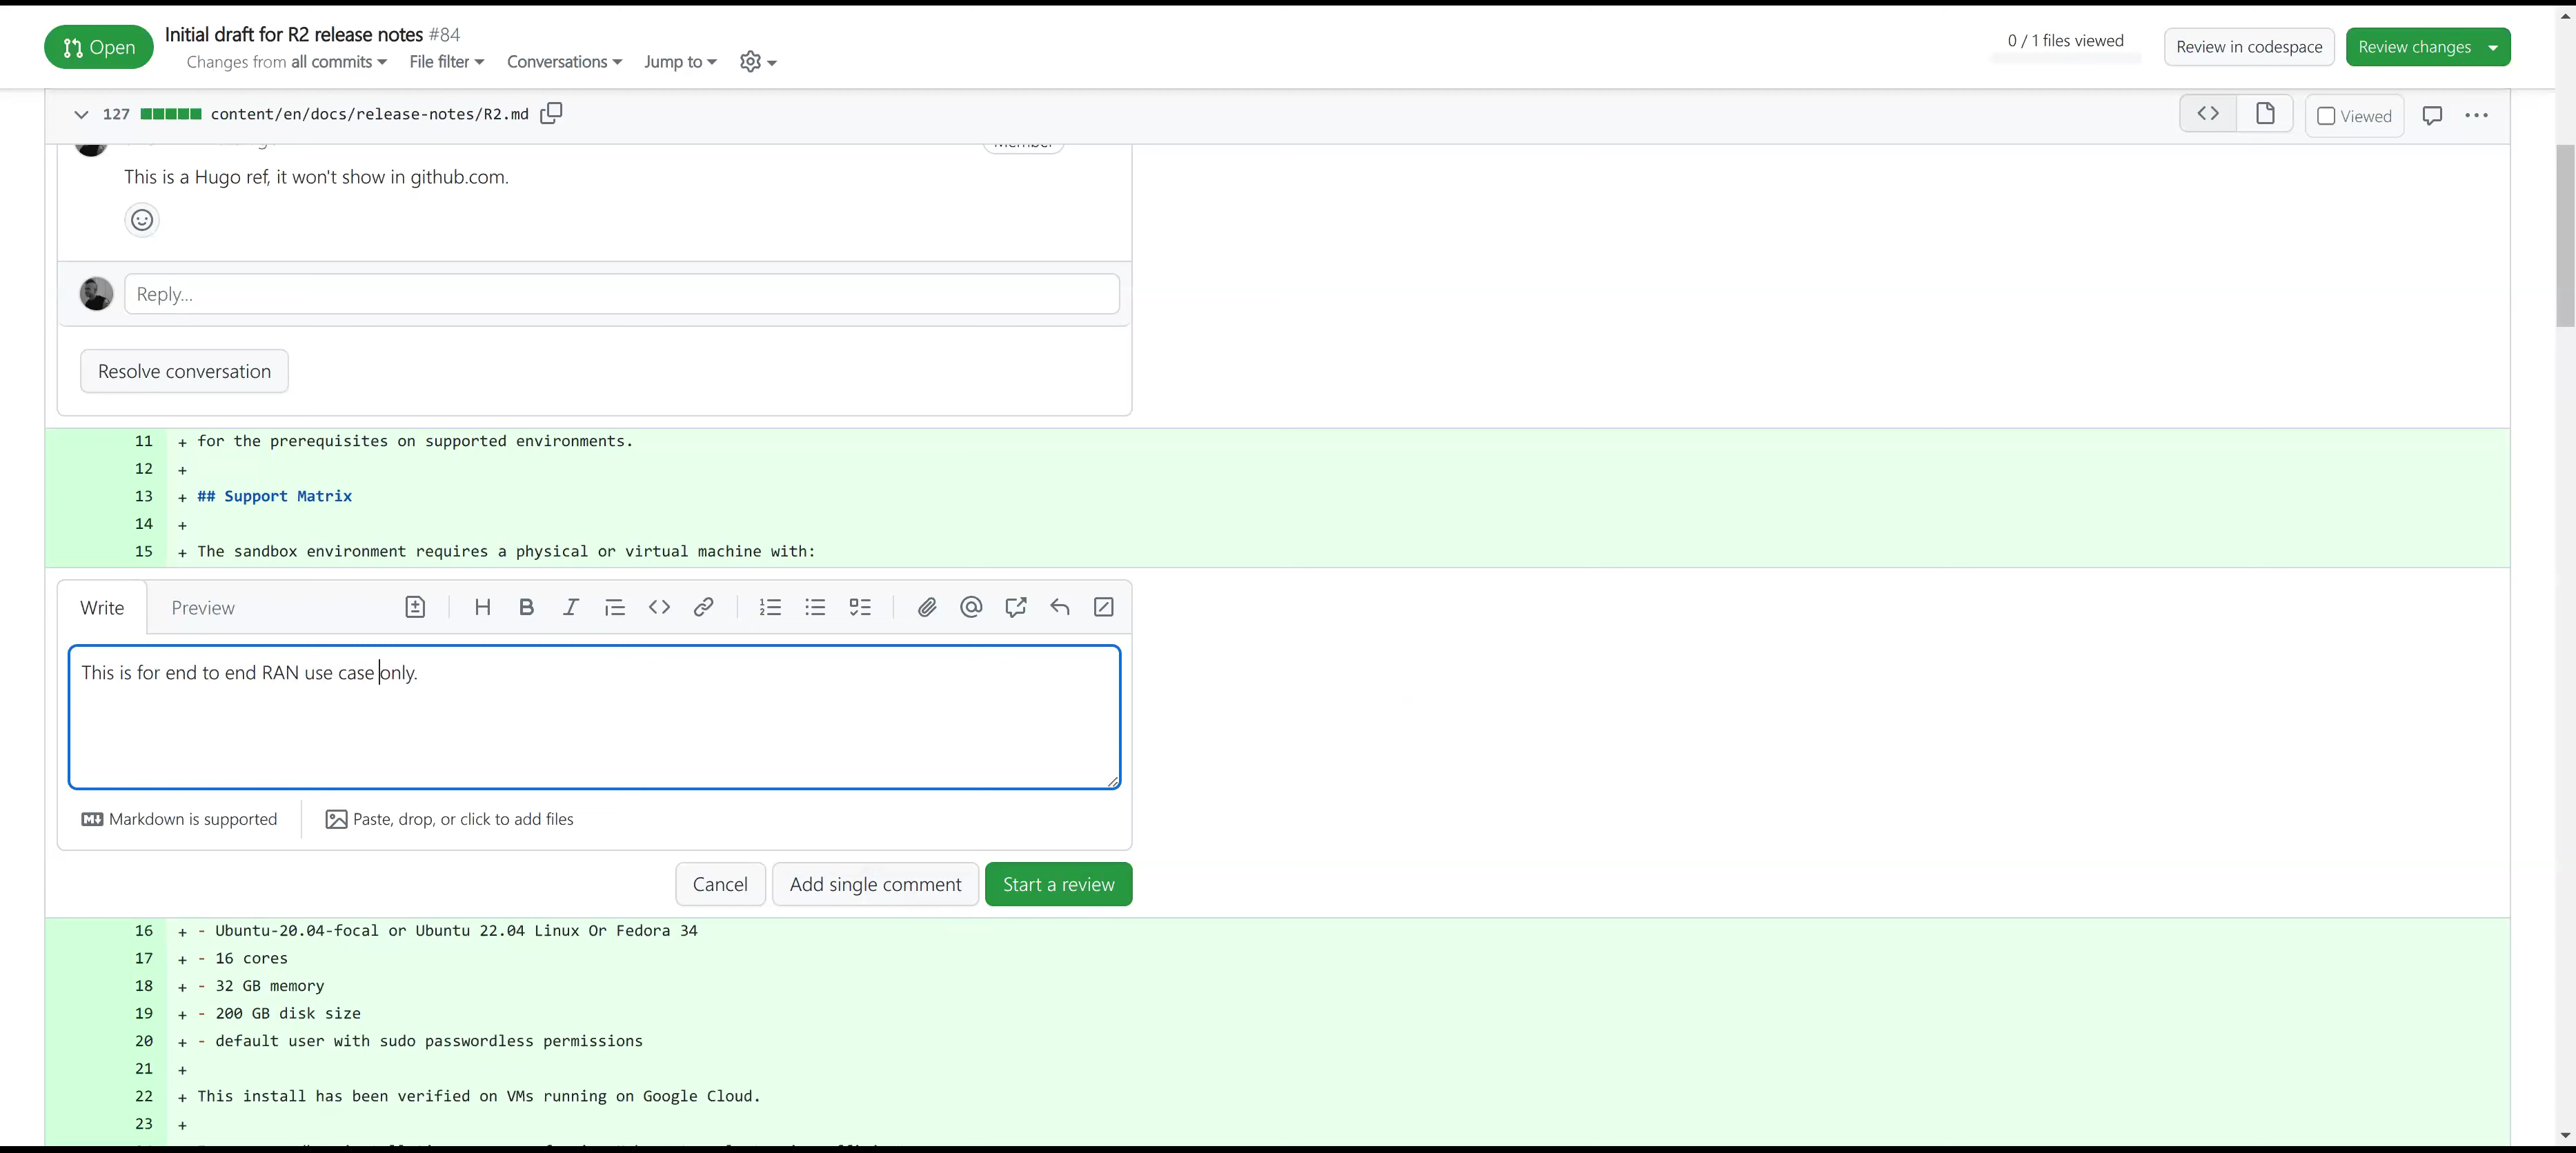 Open
Initial draft for R2 release notes #84
Changes from all commits
File filter
Conversations
Jump to
0 / 1 files viewed
Review in codespace
Review changes
127
content/en/docs/release-notes/R2.md
Viewed
Member
This is a Hugo ref, it won't show in github.com.
Reply...
Resolve conversation
11 + for the prerequisites on supported environments.
12 +
13 + ## Support Matrix
14 +
15 + The sandbox environment requires a physical or virtual machine with:
Write
Preview
This is for end to end RAN use case only.
Markdown is supported
Paste, drop, or click to add files
Cancel
Add single comment
Start a review
16 + - Ubuntu-20.04-focal or Ubuntu 22.04 Linux Or Fedora 34
17 + - 16 cores
18 + - 32 GB memory
19 + - 200 GB disk size
20 + - default user with sudo passwordless permissions
21 +
22 + This install has been verified on VMs running on Google Cloud.
23 +